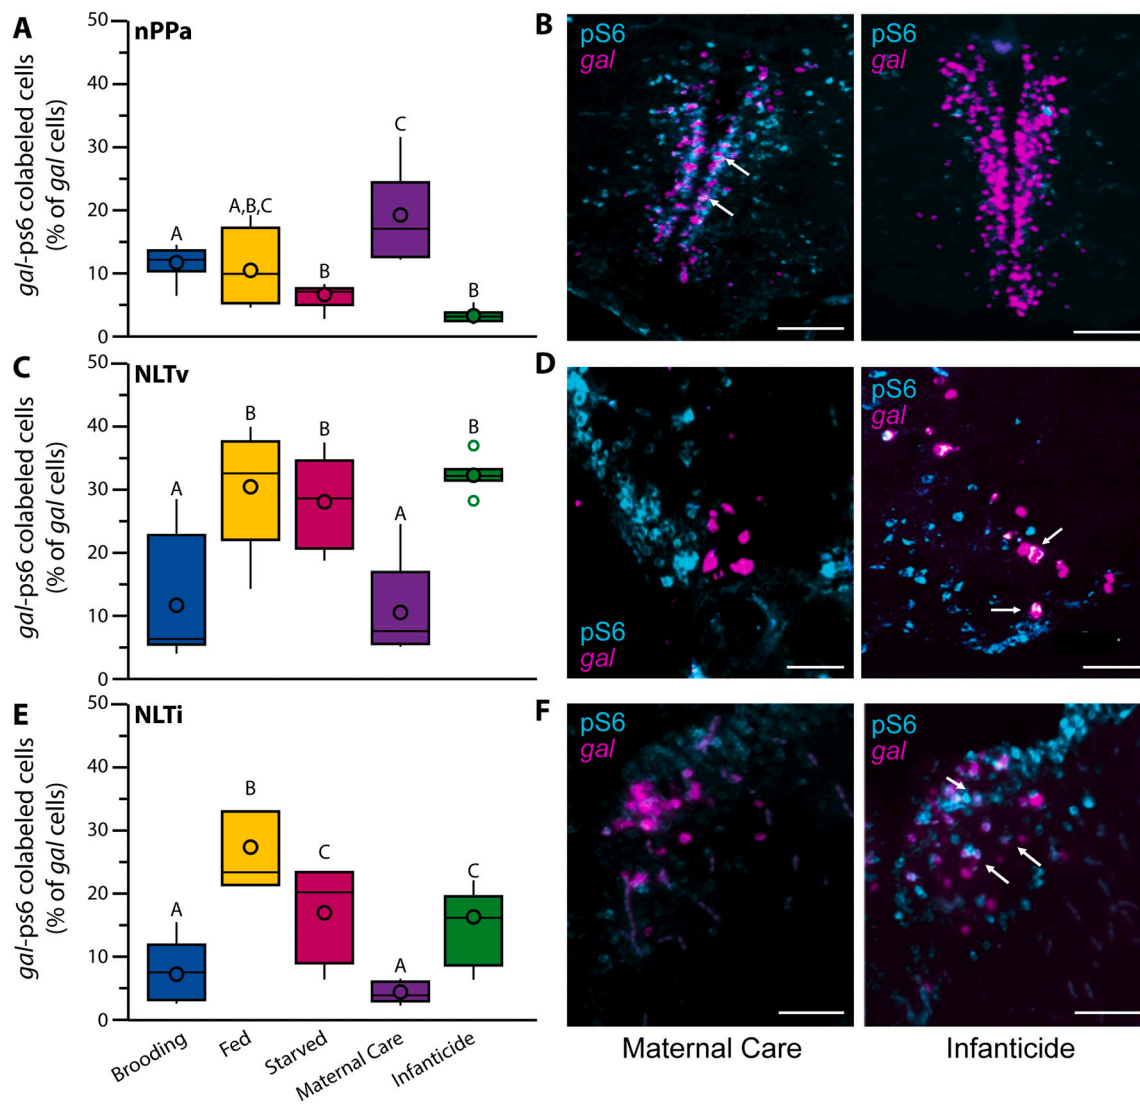 A
nPPa
gal-ps6 colabeled cells
(% of gal cells)
50
40
30
20
10
0
A
A,B,C
B
C
B
B
pS6
gal
pS6
gal
C
NLTv
gal-ps6 colabeled cells
(% of gal cells)
50
40
30
20
10
0
A
B
B
A
B
D
pS6
gal
pS6
gal
E
NLTi
gal-ps6 colabeled cells
(% of gal cells)
50
40
30
20
10
0
A
B
C
A
C
Brooding
Fed
Starved
Maternal Care
Infanticide
F
pS6
gal
pS6
gal
Maternal Care
Infanticide